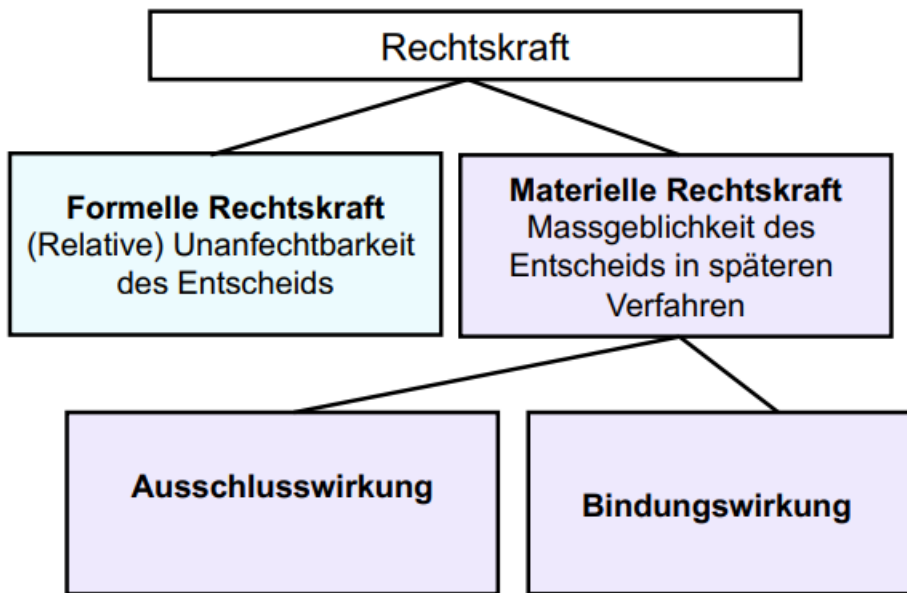 Rechtskraft
Formelle Rechtskraft
(Relative) Unanfechtbarkeit
des Entscheids
Materielle Rechtskraft
Massgeblichkeit des
Entscheids in späteren
Verfahren
Ausschlusswirkung
Bindungswirkung